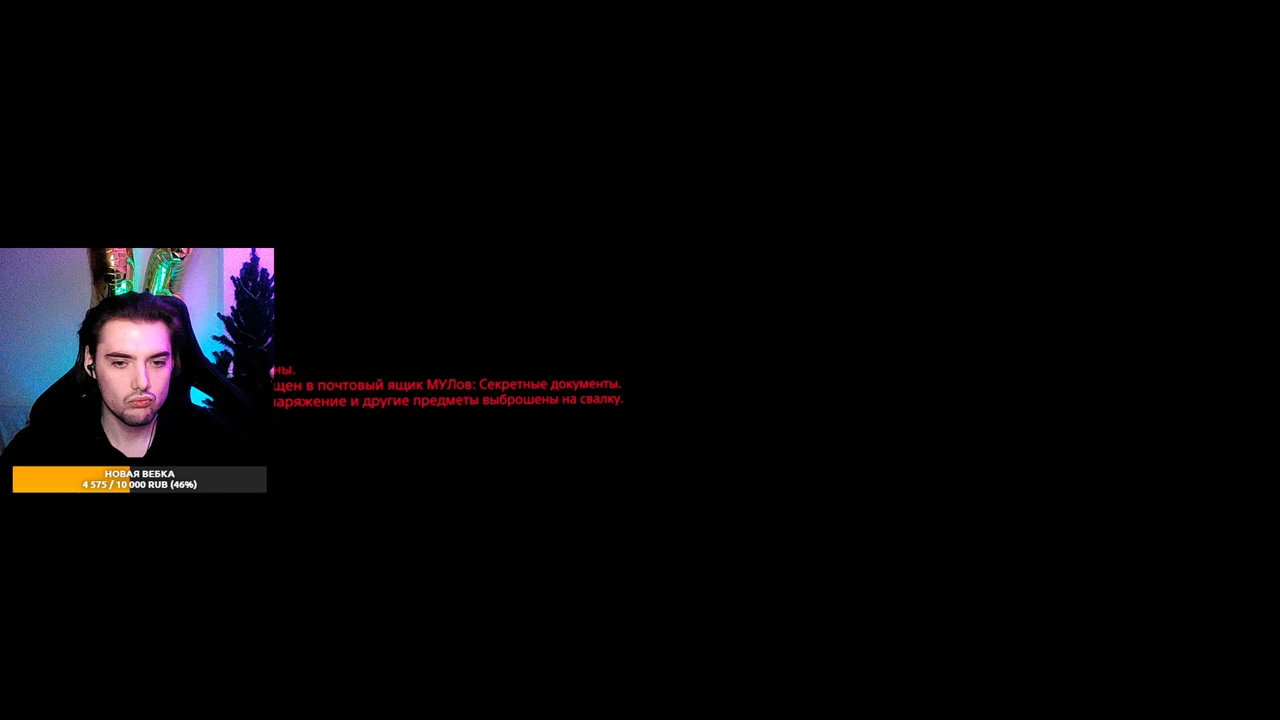 ны.
щен в почтовый ящик МУЛов: Секретные документы.
наряжение и другие предметы выброшены на свалку.
НОВАЯ ВЕБКА
4 575 / 10 000 RUB (46%)